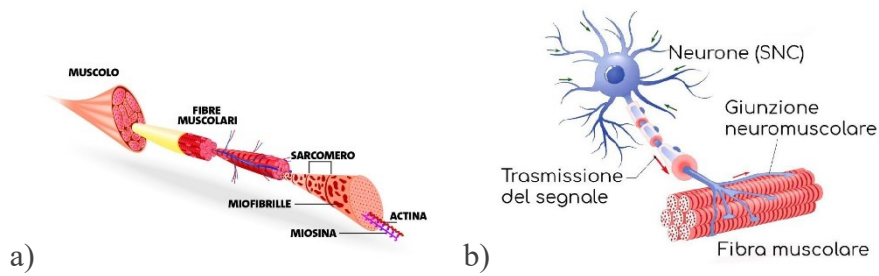 MUSCOLO
FIBRE
MUSCOLARI
SARCOMERO
MIOFIBRILLE
ACTINA
MIOSINA
a)
Neurone (SNC)
Giunzione
neuromuscolare
Trasmissione
del segnale
Fibra muscolare
b)